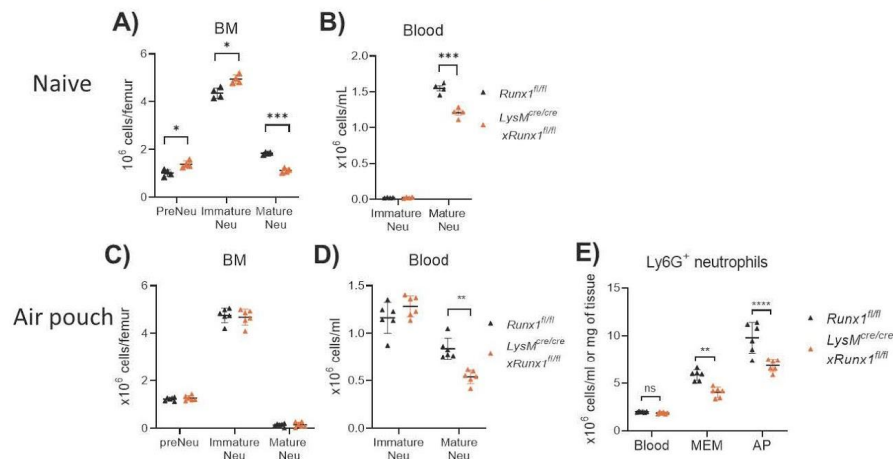 Naive
A)
BM
*
*
***
10⁶ cells/femur
6
4
2
0
PreNeu
Immature
Neu
Mature
Neu
B)
Blood
***
x10⁶ cells/mL
2.0
1.5
1.0
0.5
0.0
Immature
Neu
Mature
Neu
Runx1fl/fl
LysMcre/cre
xRunx1fl/fl
Air pouch
C)
BM
x10⁶ cells/femur
6
4
2
0
preNeu
Immature
Neu
Mature
Neu
D)
Blood
**
x10⁶ cells/ml
1.5
1.0
0.5
0.0
Immature
Neu
Mature
Neu
Runx1fl/fl
LysMcre/cre
xRunx1fl/fl
E)
Ly6G⁺ neutrophils
ns
**
****
x10⁶ cells/ml or mg of tissue
15
10
5
0
Blood
MEM
AP
Runx1fl/fl
LysMcre/cre
xRunx1fl/fl